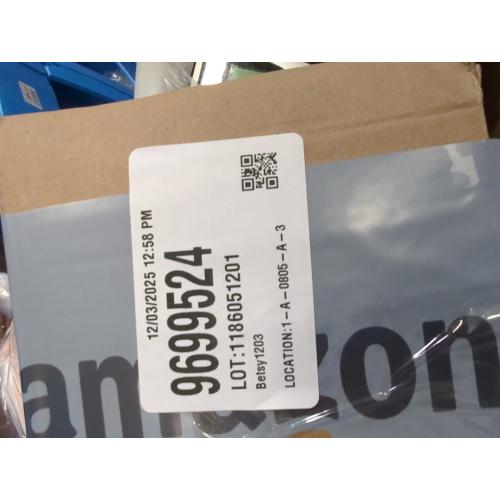 12/03/2025 12:58 PM
9699524
LOT:1186051201
Betsy1203
LOCATION:1-A-0805-A-3
amazon